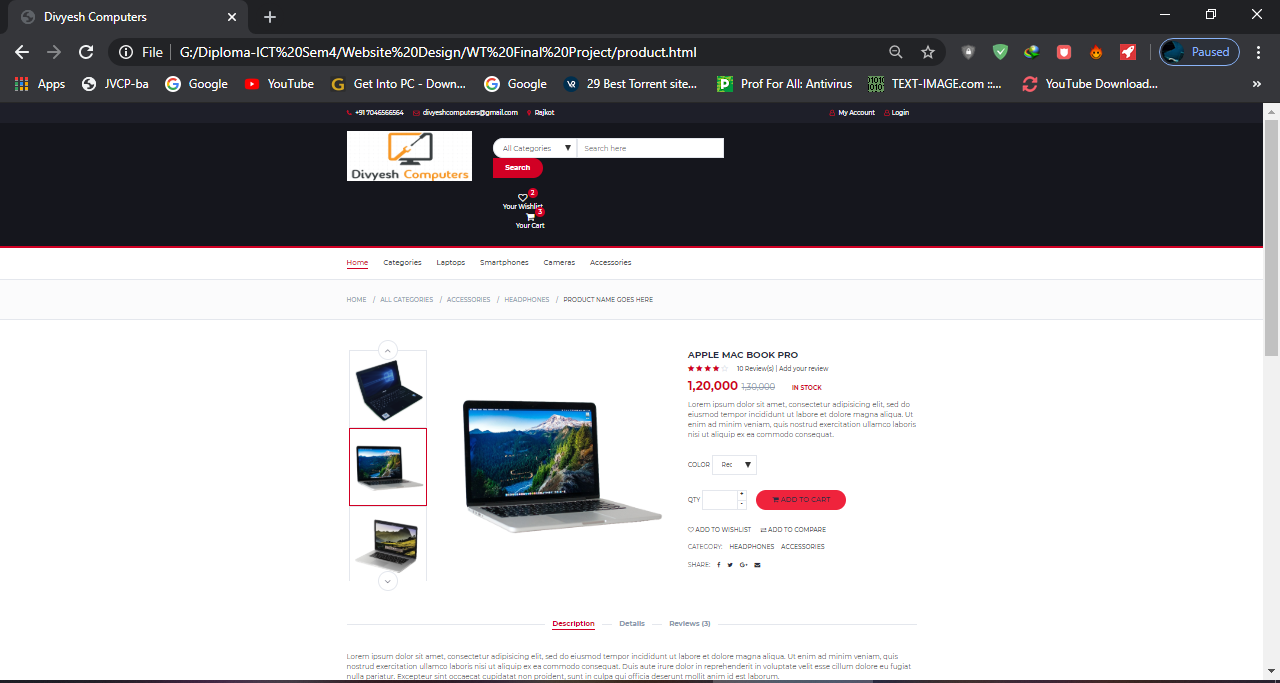 Divyesh Computers
File G:/Diploma-ICT%20Sem4/Website%20Design/WT%20Final%20Project/product.html Paused
Apps JVCP-ba Google YouTube Get Into PC - Down... Google 29 Best Torrent site... Prof For All: Antivirus TEXT-IMAGE.com ::... YouTube Download... »
+91 7046566564 divyeshcomputers@gmail.com Rajkot My Account Login
Divyesh Computers
All Categories Search here
Search
2
Your Wishlist
3
Your Cart
Home Categories Laptops Smartphones Cameras Accessories
HOME / ALL CATEGORIES / ACCESSORIES / HEADPHONES / PRODUCT NAME GOES HERE
APPLE MAC BOOK PRO
10 Review(s) | Add your review
1,20,000 1,30,000 IN STOCK
Lorem ipsum dolor sit amet, consectetur adipisicing elit, sed do
eiusmod tempor incididunt ut labore et dolore magna aliqua. Ut
enim ad minim veniam, quis nostrud exercitation ullamco laboris
nisi ut aliquip ex ea commodo consequat.
COLOR Red
QTY + - ADD TO CART
ADD TO WISHLIST ADD TO COMPARE
CATEGORY: HEADPHONES ACCESSORIES
SHARE:
Description Details Reviews (3)
Lorem ipsum dolor sit amet, consectetur adipisicing elit, sed do eiusmod tempor incididunt ut labore et dolore magna aliqua. Ut enim ad minim veniam, quis
nostrud exercitation ullamco laboris nisi ut aliquip ex ea commodo consequat. Duis aute irure dolor in reprehenderit in voluptate velit esse cillum dolore eu fugiat
nulla pariatur. Excepteur sint occaecat cupidatat non proident, sunt in culpa qui officia deserunt mollit anim id est laborum.